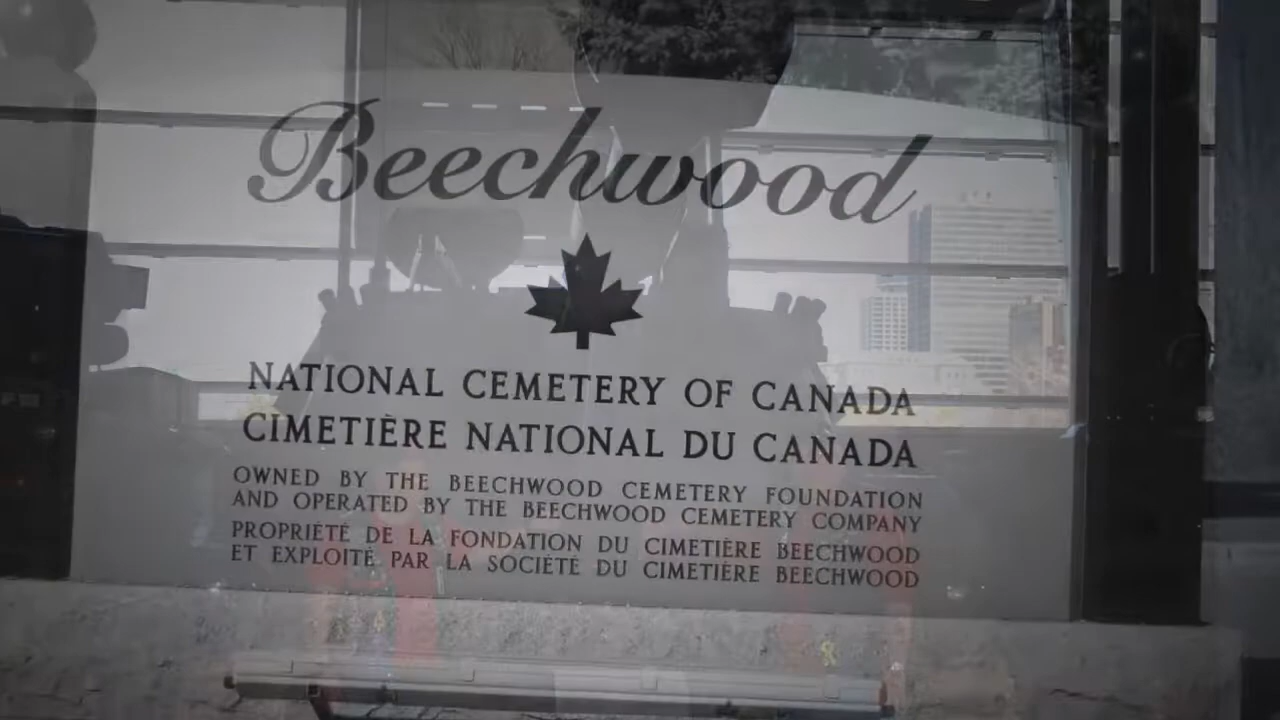 Beechwood
NATIONAL CEMETERY OF CANADA
CIMETIÈRE NATIONAL DU CANADA
OWNED BY THE BEECHWOOD CEMETERY FOUNDATION
AND OPERATED BY THE BEECHWOOD CEMETERY COMPANY
PROPRIÉTÉ DE LA FONDATION DU CIMETIÈRE BEECHWOOD
ET EXPLOITÉ PAR LA SOCIÉTÉ DU CIMETIÈRE BEECHWOOD